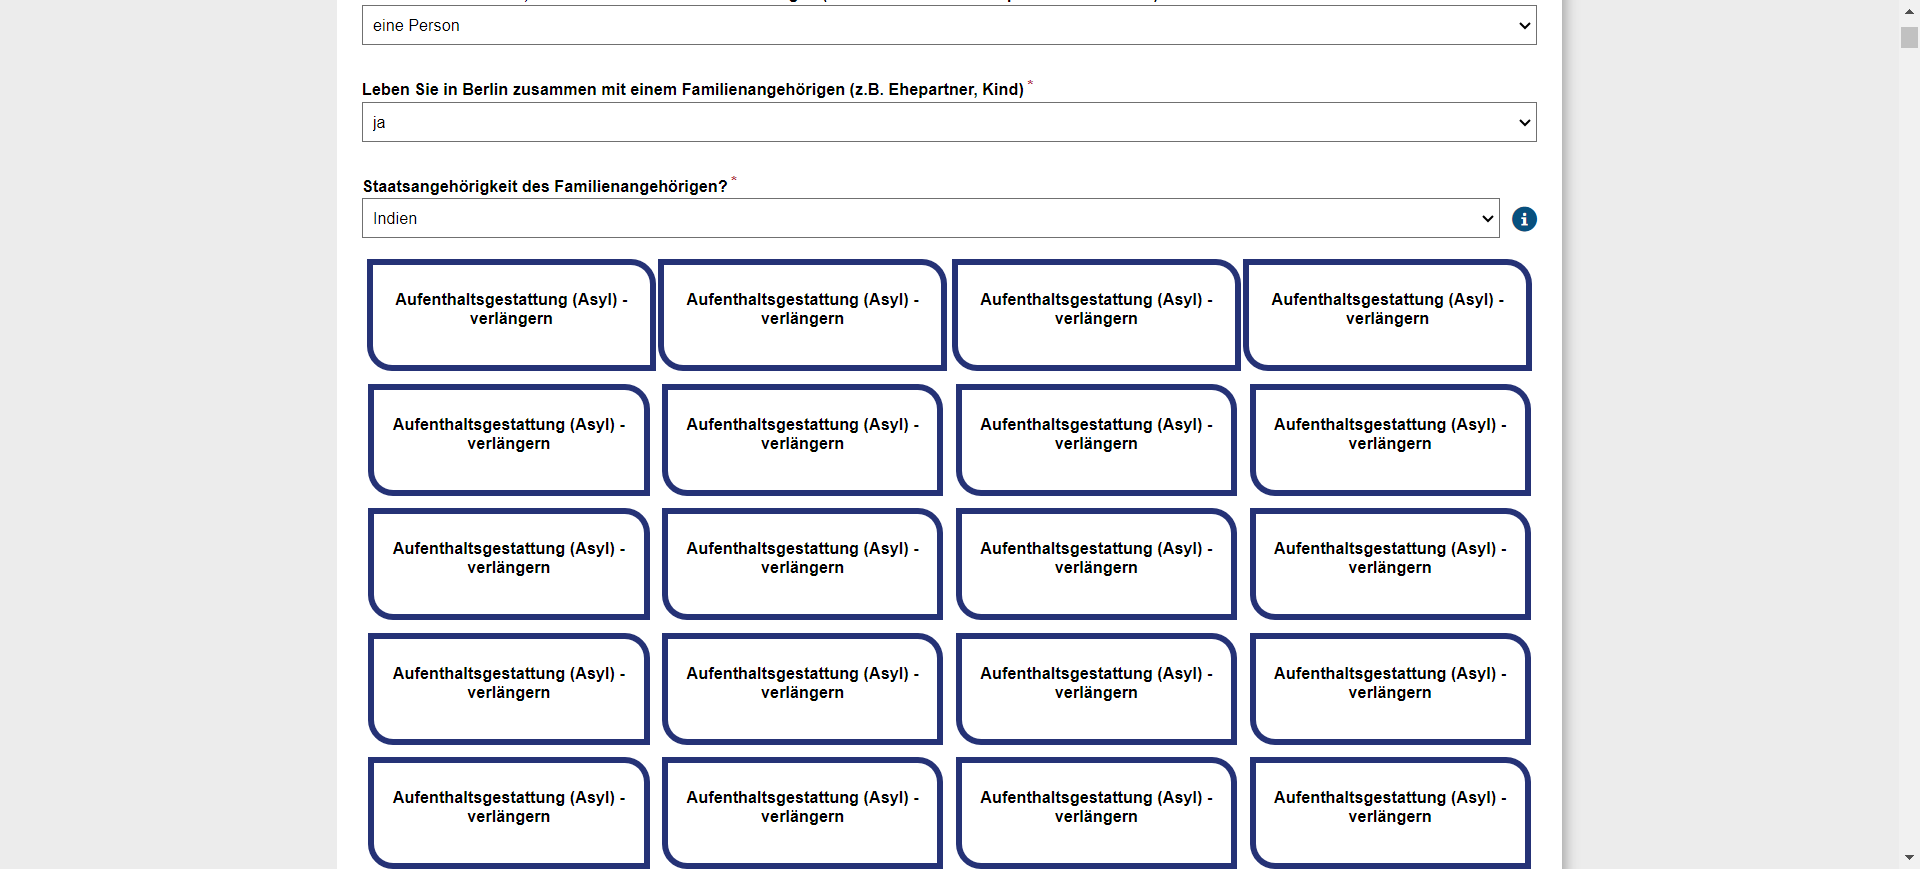 eine Person
Leben Sie in Berlin zusammen mit einem Familienangehörigen (z.B. Ehepartner, Kind) *
ja
Staatsangehörigkeit des Familienangehörigen? *
Indien
Aufenthaltsgestattung (Asyl) -
verlängern
Aufenthaltsgestattung (Asyl) -
verlängern
Aufenthaltsgestattung (Asyl) -
verlängern
Aufenthaltsgestattung (Asyl) -
verlängern
Aufenthaltsgestattung (Asyl) -
verlängern
Aufenthaltsgestattung (Asyl) -
verlängern
Aufenthaltsgestattung (Asyl) -
verlängern
Aufenthaltsgestattung (Asyl) -
verlängern
Aufenthaltsgestattung (Asyl) -
verlängern
Aufenthaltsgestattung (Asyl) -
verlängern
Aufenthaltsgestattung (Asyl) -
verlängern
Aufenthaltsgestattung (Asyl) -
verlängern
Aufenthaltsgestattung (Asyl) -
verlängern
Aufenthaltsgestattung (Asyl) -
verlängern
Aufenthaltsgestattung (Asyl) -
verlängern
Aufenthaltsgestattung (Asyl) -
verlängern
Aufenthaltsgestattung (Asyl) -
verlängern
Aufenthaltsgestattung (Asyl) -
verlängern
Aufenthaltsgestattung (Asyl) -
verlängern
Aufenthaltsgestattung (Asyl) -
verlängern